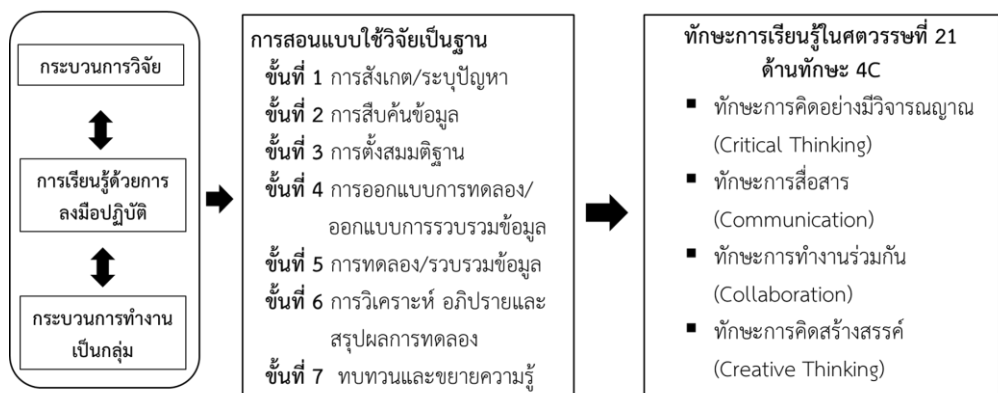 กระบวนการวิจัย
การเรียนรู้ด้วยการ
ลงมือปฏิบัติ
กระบวนการทำงาน
เป็นกลุ่ม
การสอนแบบใช้วิจัยเป็นฐาน
ขั้นที่ 1 การสังเกต/ระบุปัญหา
ขั้นที่ 2 การสืบค้นข้อมูล
ขั้นที่ 3 การตั้งสมมติฐาน
ขั้นที่ 4 การออกแบบการทดลอง/
ออกแบบการรวบรวมข้อมูล
ขั้นที่ 5 การทดลอง/รวบรวมข้อมูล
ขั้นที่ 6 การวิเคราะห์ อภิปรายและ
สรุปผลการทดลอง
ขั้นที่ 7 ทบทวนและขยายความรู้
ทักษะการเรียนรู้ในศตวรรษที่ 21
ด้านทักษะ 4C
▪ ทักษะการคิดอย่างมีวิจารณญาณ
(Critical Thinking)
▪ ทักษะการสื่อสาร
(Communication)
▪ ทักษะการทำงานร่วมกัน
(Collaboration)
▪ ทักษะการคิดสร้างสรรค์
(Creative Thinking)